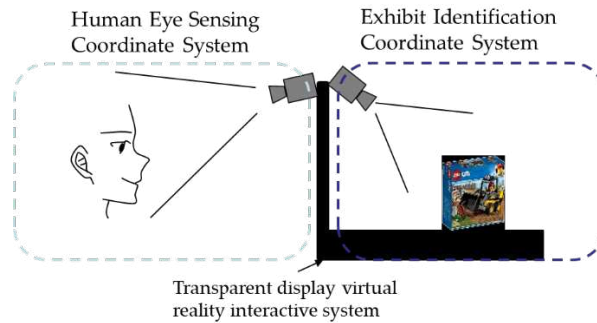 Human Eye Sensing
Coordinate System
Exhibit Identification
Coordinate System
Transparent display virtual
reality interactive system